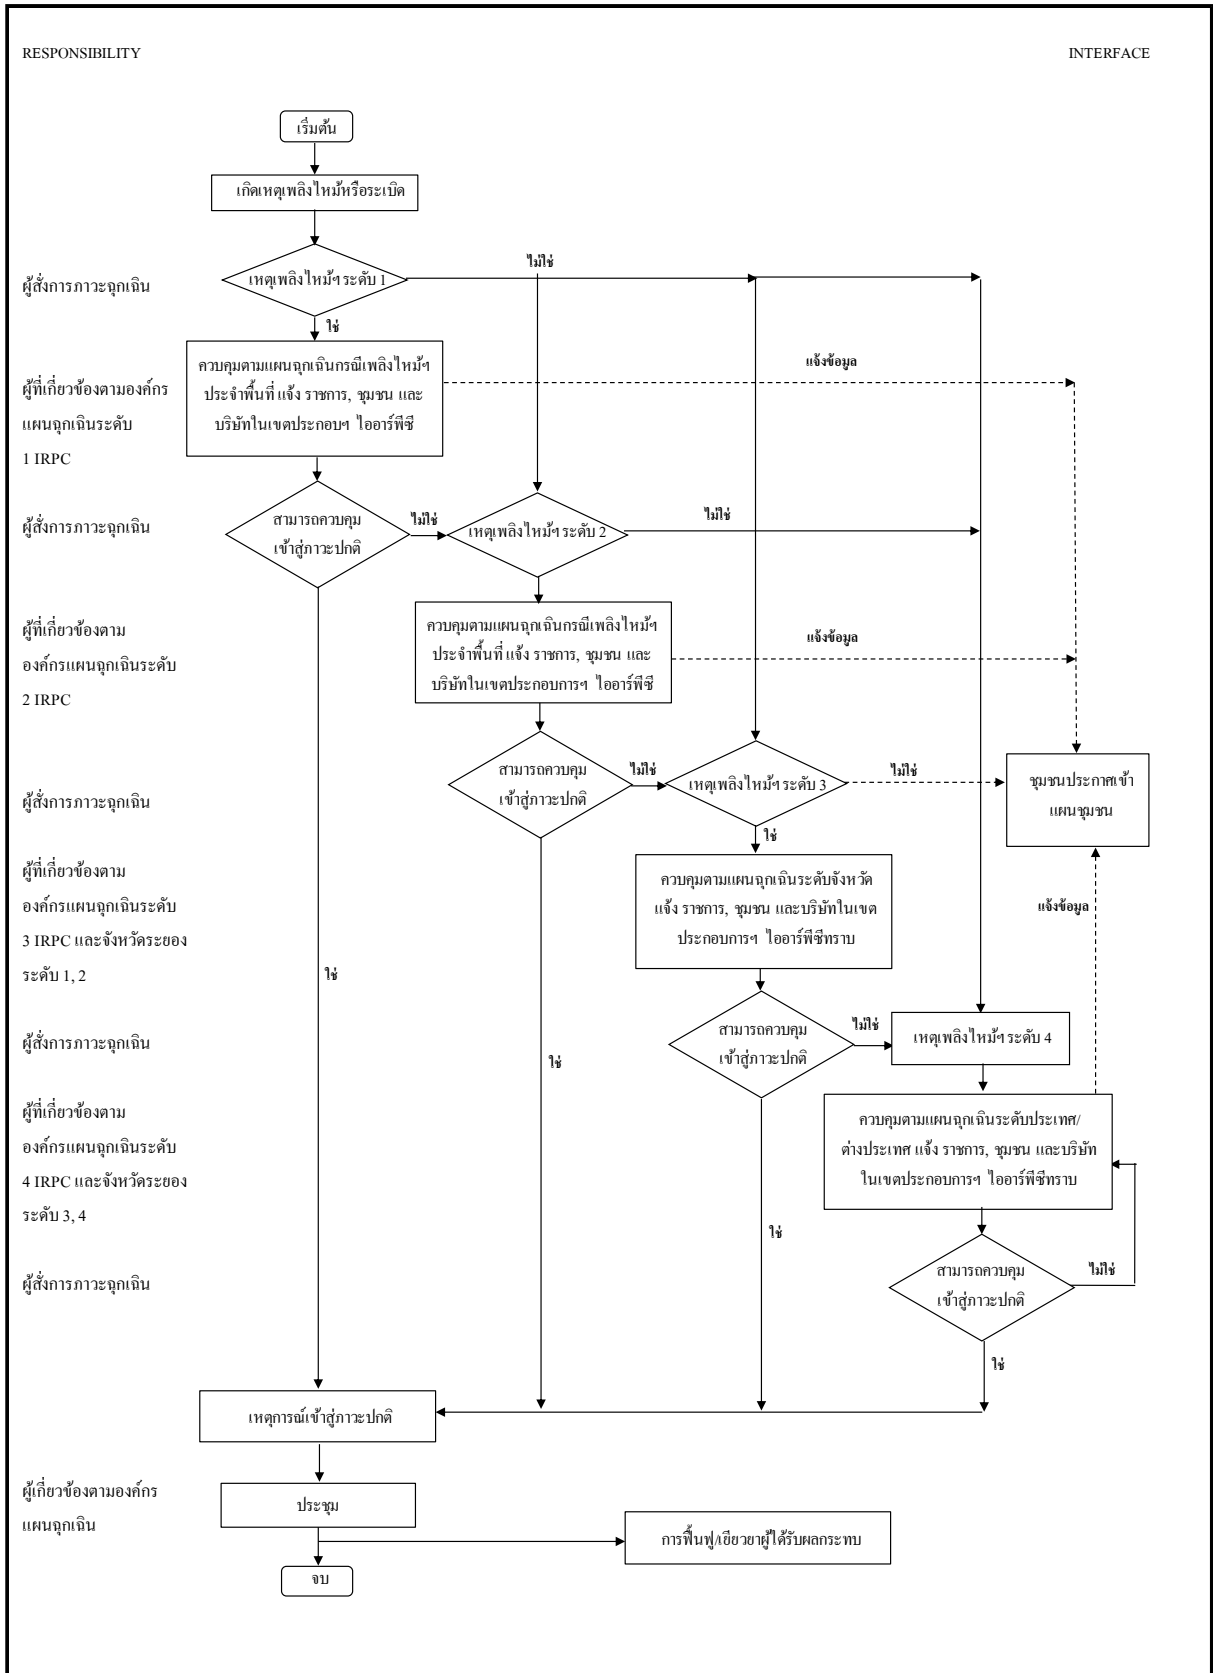 RESPONSIBILITY
INTERFACE
เริ่มต้น
เกิดเหตุเพลิงไหม้หรือระเบิด
ผู้สั่งการภาวะฉุกเฉิน
เหตุเพลิงไหม้ฯ ระดับ 1
ไม่ใช่
ใช่
ผู้ที่เกี่ยวข้องตามองค์กร
แผนฉุกเฉินระดับ
1 IRPC
ควบคุมตามแผนฉุกเฉินกรณีเพลิงไหม้ฯ
ประจำพื้นที่ แจ้ง ราชการ, ชุมชน และ
บริษัทในเขตประกอบฯ ไออาร์พีซี
แจ้งข้อมูล
ผู้สั่งการภาวะฉุกเฉิน
สามารถควบคุม
เข้าสู่ภาวะปกติ
ไม่ใช่
เหตุเพลิงไหม้ฯ ระดับ 2
ไม่ใช่
ผู้ที่เกี่ยวข้องตาม
องค์กรแผนฉุกเฉินระดับ
2 IRPC
ควบคุมตามแผนฉุกเฉินกรณีเพลิงไหม้ฯ
ประจำพื้นที่ แจ้ง ราชการ, ชุมชน และ
บริษัทในเขตประกอบการฯ ไออาร์พีซี
แจ้งข้อมูล
ผู้สั่งการภาวะฉุกเฉิน
สามารถควบคุม
เข้าสู่ภาวะปกติ
ไม่ใช่
เหตุเพลิงไหม้ฯ ระดับ 3
ไม่ใช่
ชุมชนประกาศเข้า
แผนชุมชน
ใช่
ผู้ที่เกี่ยวข้องตาม
องค์กรแผนฉุกเฉินระดับ
3 IRPC และจังหวัดระยอง
ระดับ 1, 2
ควบคุมตามแผนฉุกเฉินระดับจังหวัด
แจ้ง ราชการ, ชุมชน และบริษัทในเขต
ประกอบการฯ ไออาร์พีซีทราบ
แจ้งข้อมูล
ใช่
ผู้สั่งการภาวะฉุกเฉิน
สามารถควบคุม
เข้าสู่ภาวะปกติ
ไม่ใช่
เหตุเพลิงไหม้ฯ ระดับ 4
ใช่
ผู้ที่เกี่ยวข้องตาม
องค์กรแผนฉุกเฉินระดับ
4 IRPC และจังหวัดระยอง
ระดับ 3, 4
ควบคุมตามแผนฉุกเฉินระดับประเทศ/
ต่างประเทศ แจ้ง ราชการ, ชุมชน และบริษัท
ในเขตประกอบการฯ ไออาร์พีซีทราบ
ใช่
ผู้สั่งการภาวะฉุกเฉิน
สามารถควบคุม
เข้าสู่ภาวะปกติ
ไม่ใช่
ใช่
เหตุการณ์เข้าสู่ภาวะปกติ
ผู้เกี่ยวข้องตามองค์กร
แผนฉุกเฉิน
ประชุม
การฟื้นฟู/เยียวยาผู้ได้รับผลกระทบ
จบ